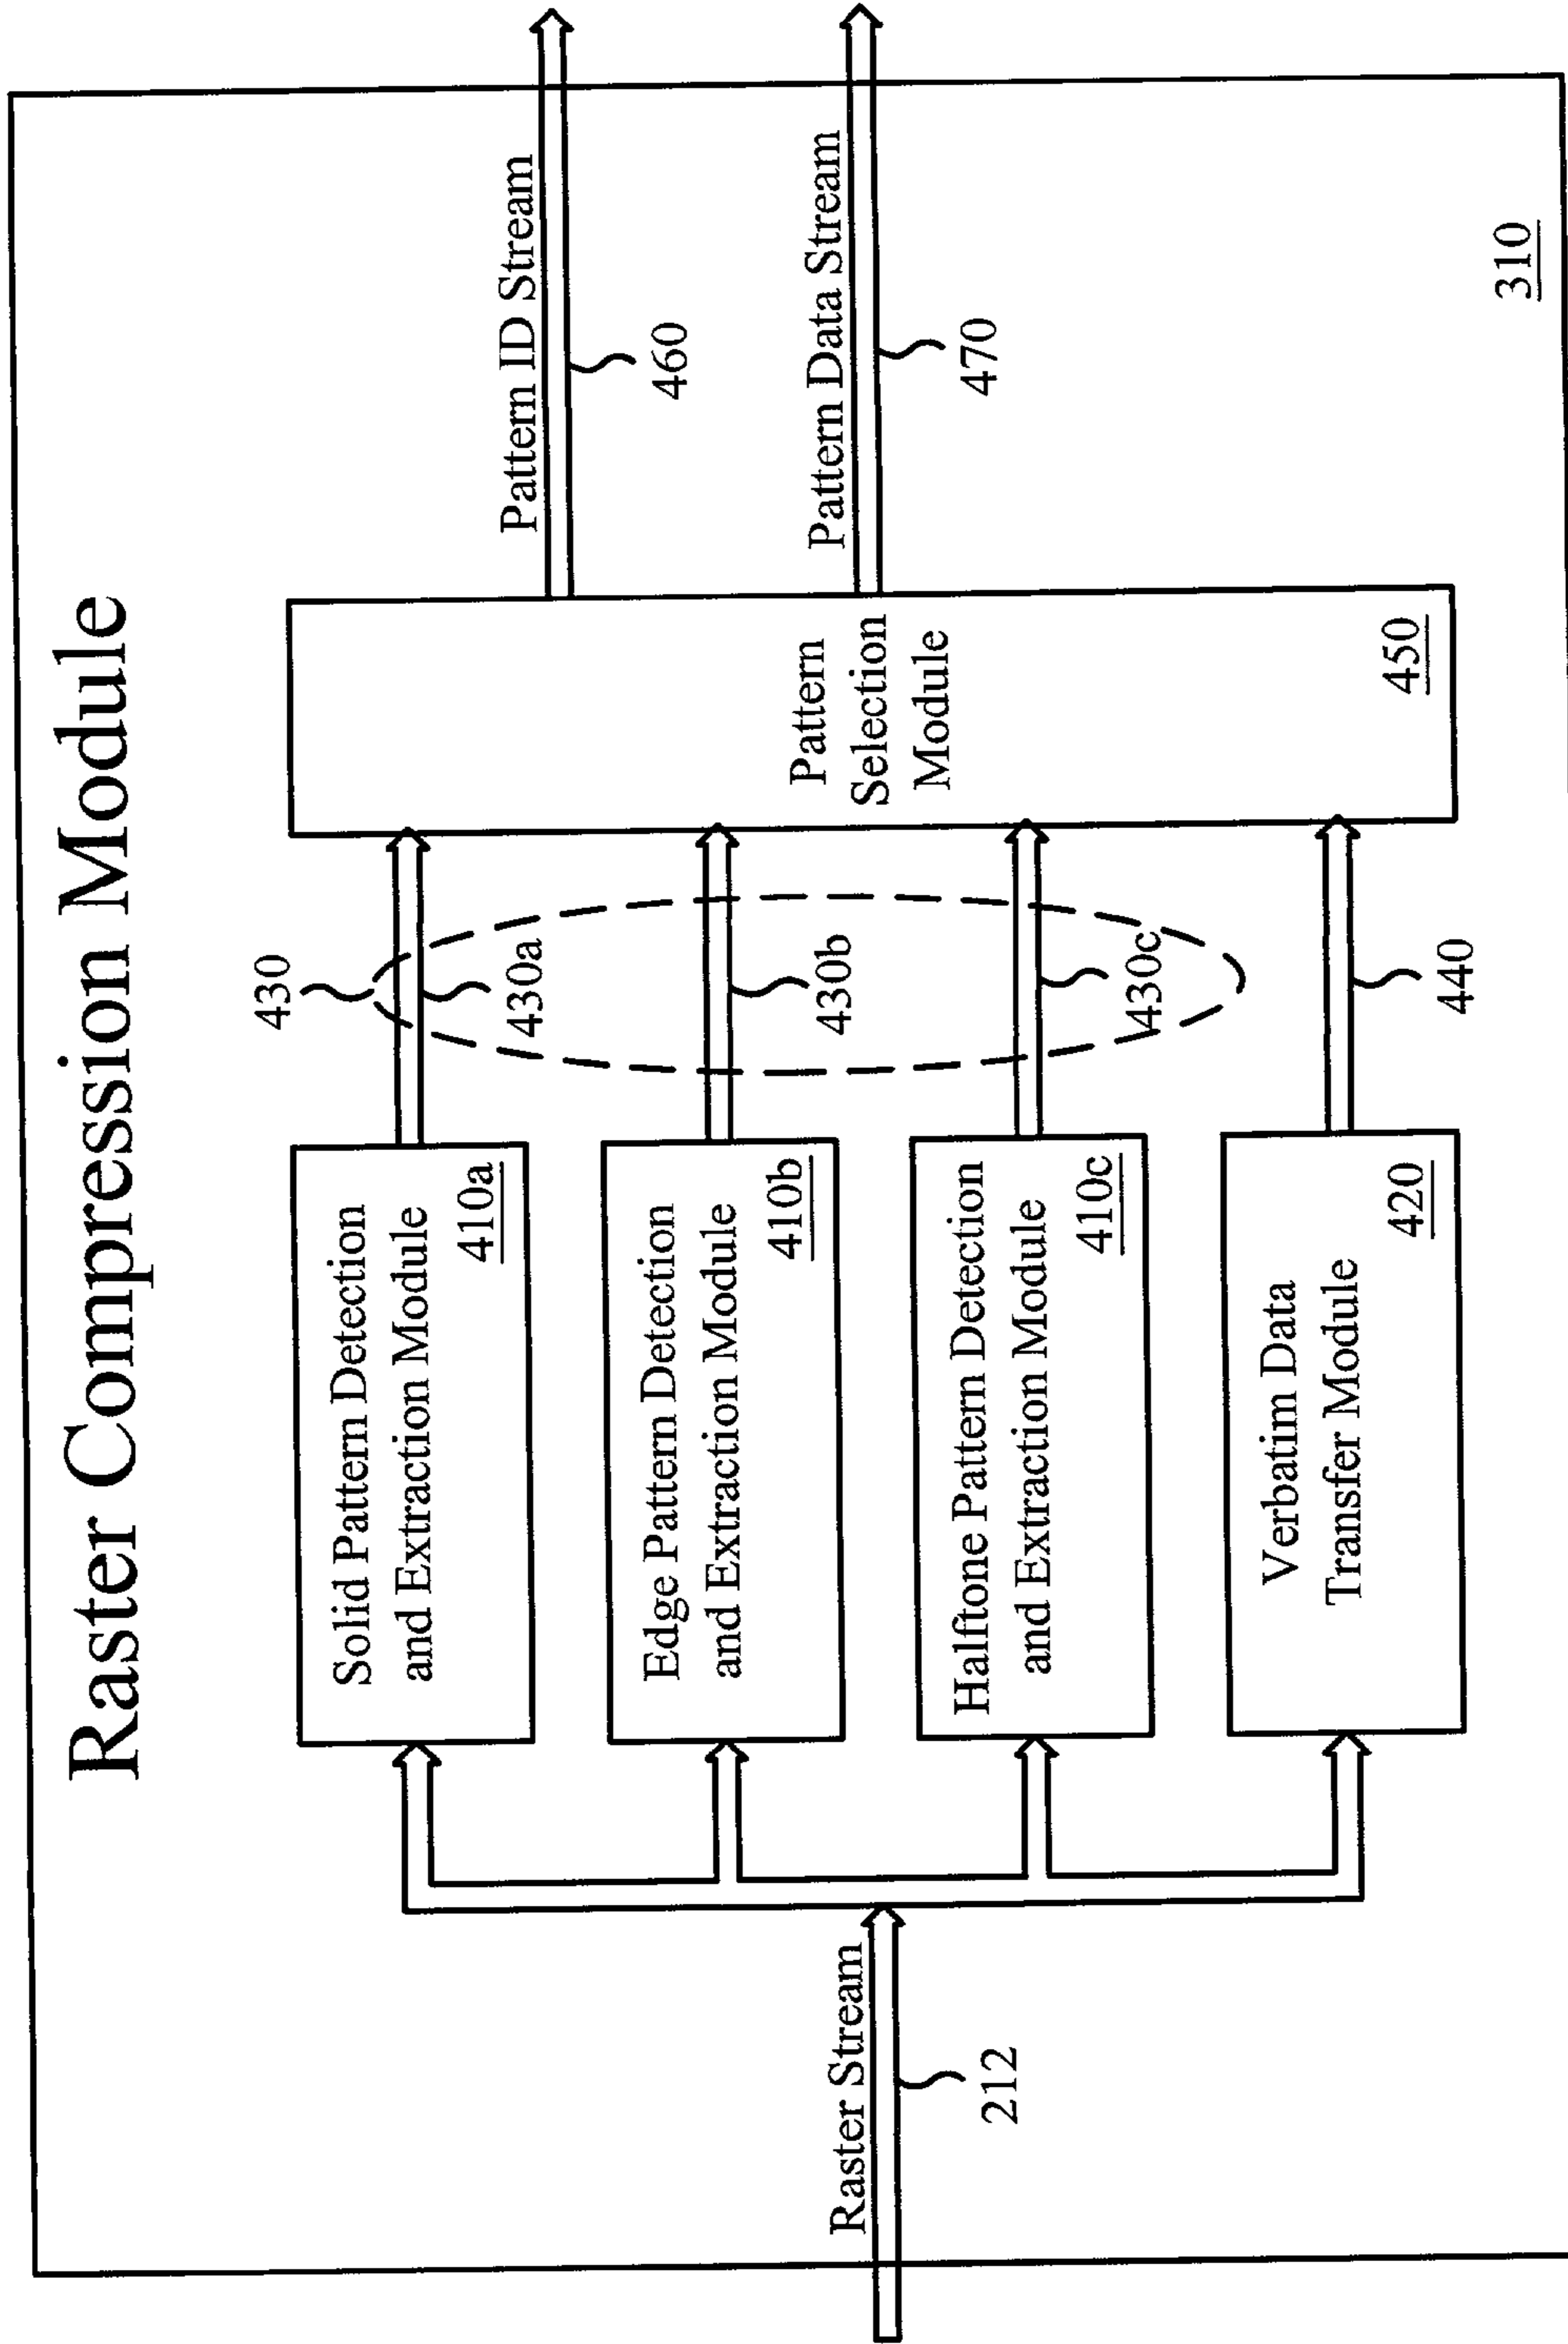 Raster Compression Module
Raster Stream
212
Solid Pattern Detection
and Extraction Module
410a
Edge Pattern Detection
and Extraction Module
410b
Halftone Pattern Detection
and Extraction Module
410c
Verbatim Data
Transfer Module
420
430
430a
430b
430c
440
Pattern
Selection
Module
450
Pattern ID Stream
460
Pattern Data Stream
470
310